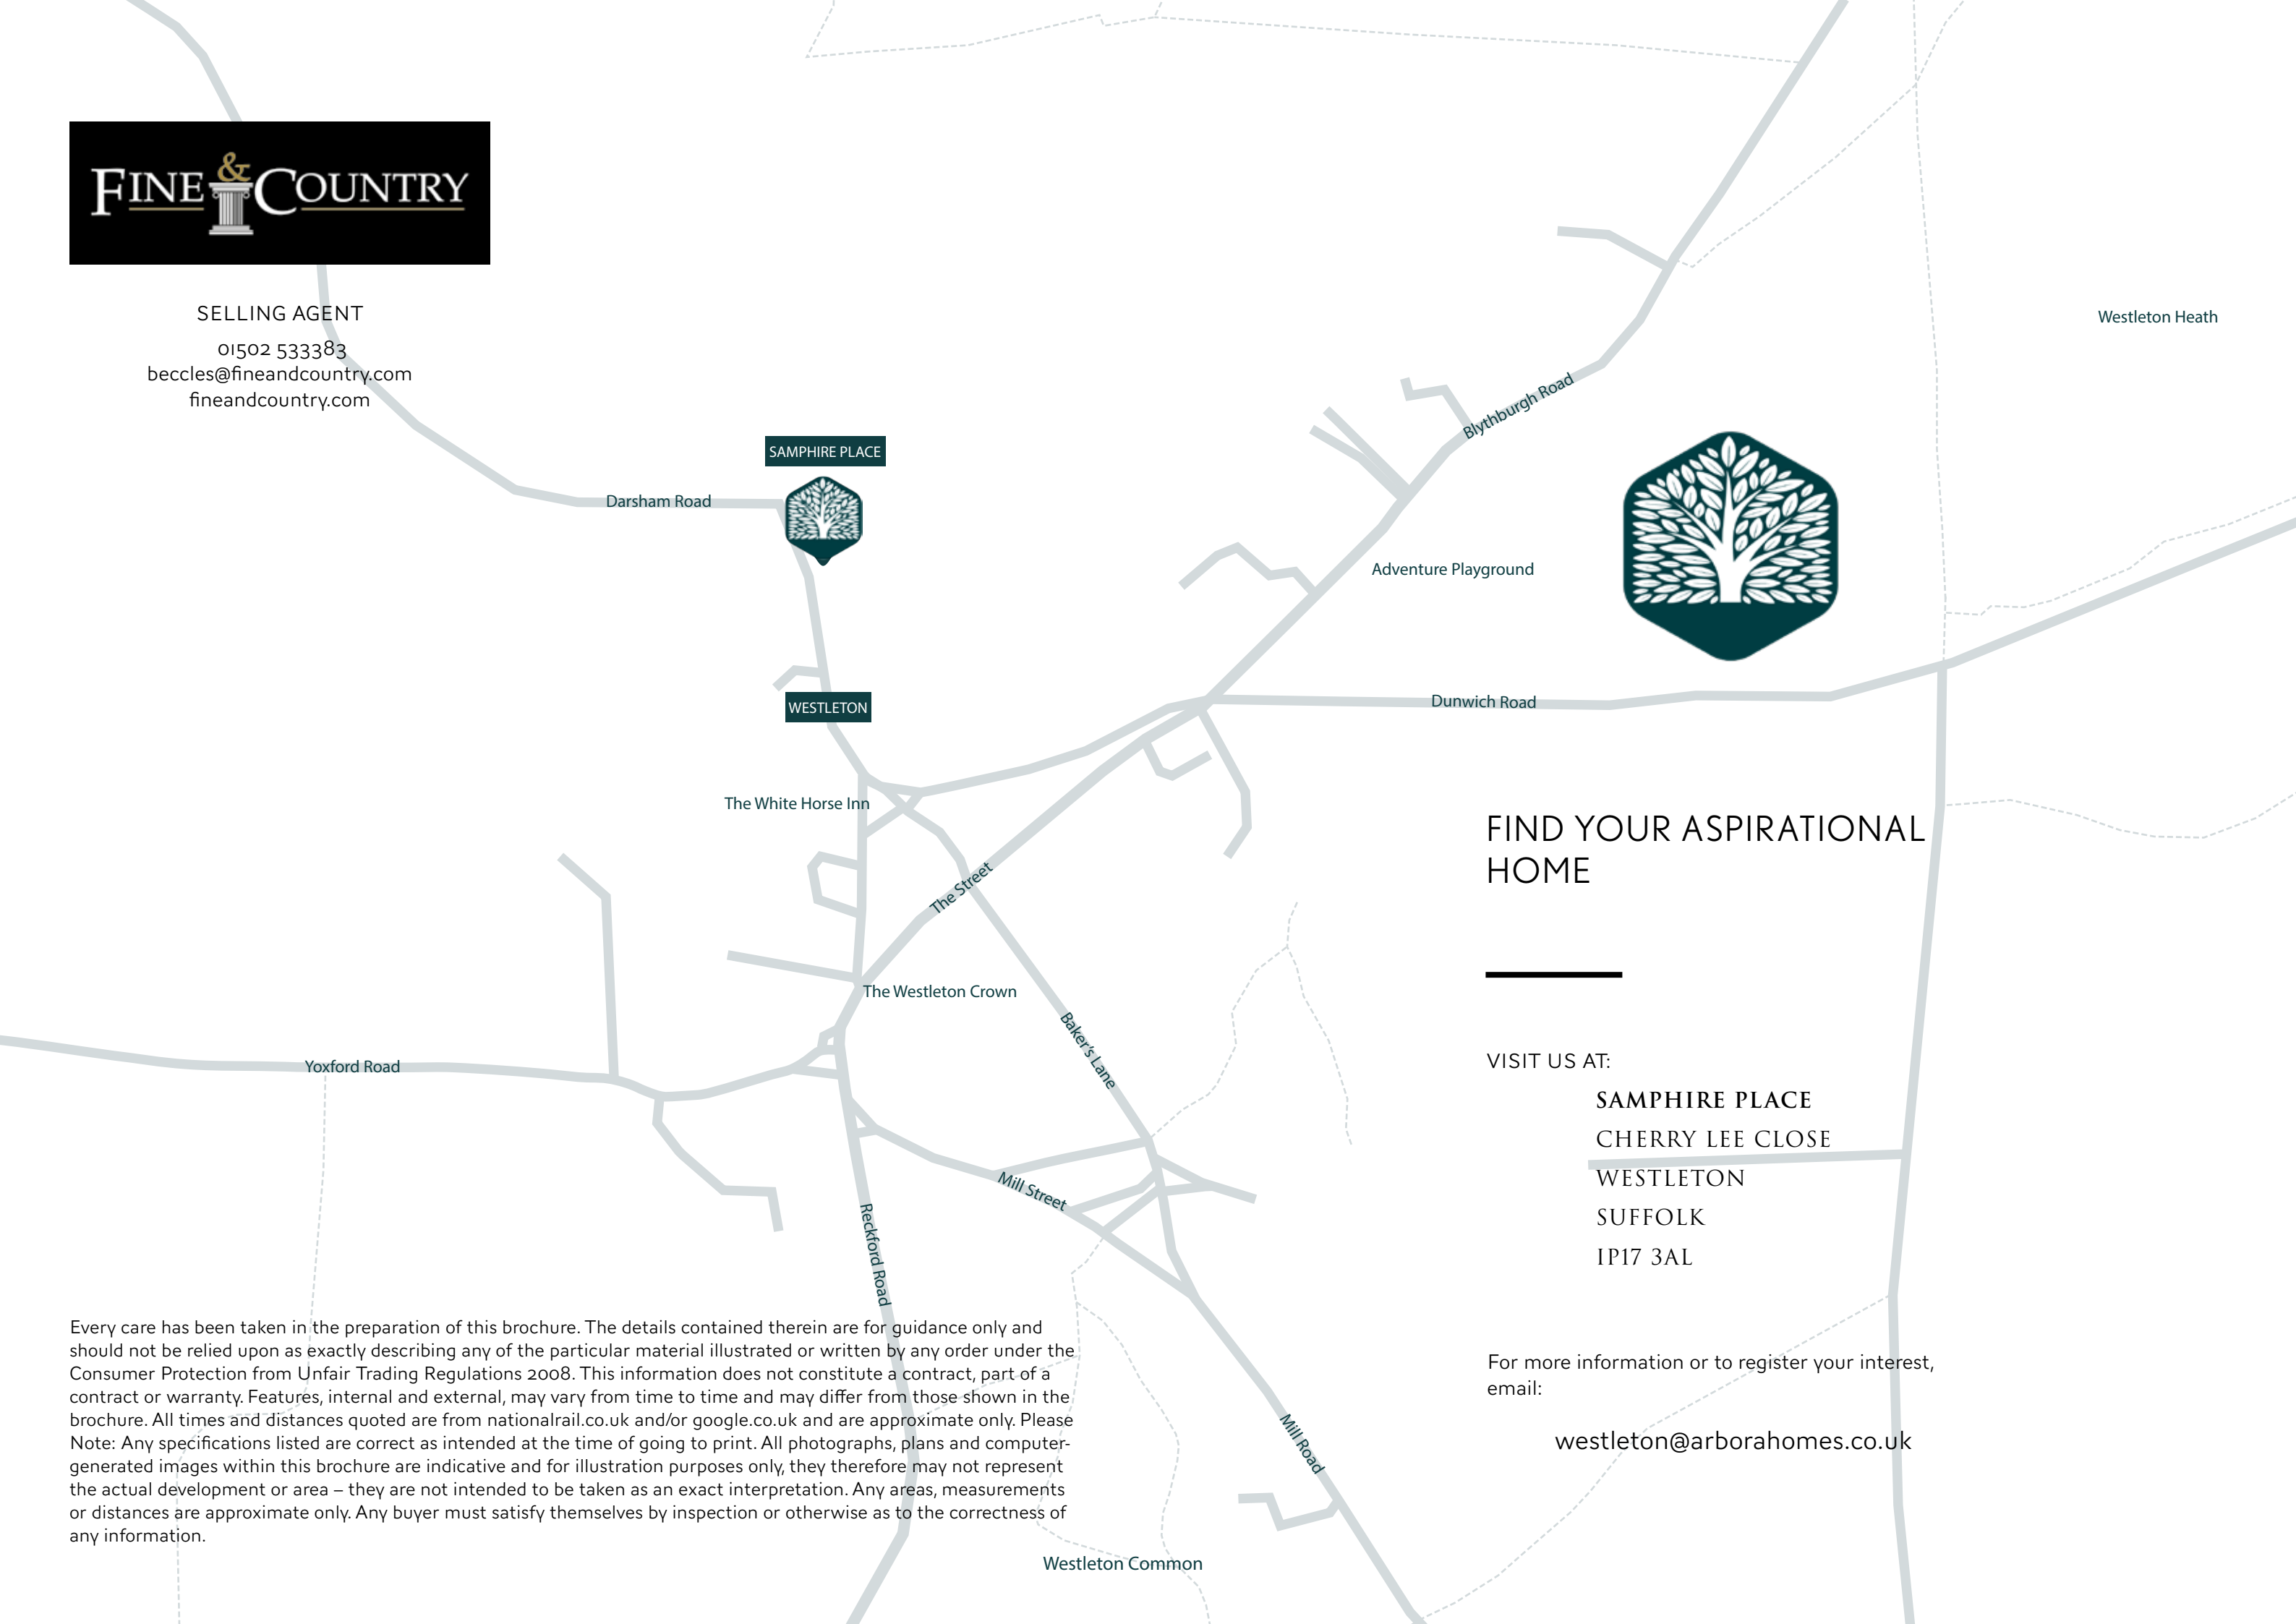 FINE & COUNTRY
SELLING AGENT
01502 533383
beccles@fineandcountry.com
fineandcountry.com
Westleton Heath
Blythburgh Road
SAMPHIRE PLACE
Darsham Road
Adventure Playground
WESTLETON
Dunwich Road
The White Horse Inn
The Street
The Westleton Crown
Baker's Lane
Yoxford Road
Mill Street
Reckford Road
Mill Road
Westleton Common
FIND YOUR ASPIRATIONAL
HOME
VISIT US AT:
SAMPHIRE PLACE
CHERRY LEE CLOSE
WESTLETON
SUFFOLK
IP17 3AL
For more information or to register your interest,
email:
westleton@arborahomes.co.uk
Every care has been taken in the preparation of this brochure. The details contained therein are for guidance only and
should not be relied upon as exactly describing any of the particular material illustrated or written by any order under the
Consumer Protection from Unfair Trading Regulations 2008. This information does not constitute a contract, part of a
contract or warranty. Features, internal and external, may vary from time to time and may differ from those shown in the
brochure. All times and distances quoted are from nationalrail.co.uk and/or google.co.uk and are approximate only. Please
Note: Any specifications listed are correct as intended at the time of going to print. All photographs, plans and computer-
generated images within this brochure are indicative and for illustration purposes only, they therefore may not represent
the actual development or area – they are not intended to be taken as an exact interpretation. Any areas, measurements
or distances are approximate only. Any buyer must satisfy themselves by inspection or otherwise as to the correctness of
any information.